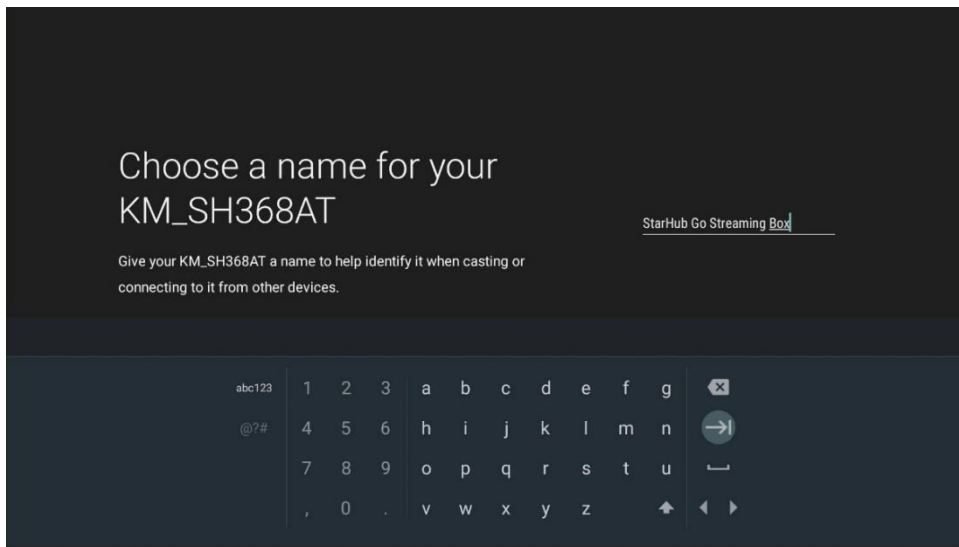 Choose a name for your
KM_SH368AT
StarHub Go Streaming Box
Give your KM_SH368AT a name to help identify it when casting or
connecting to it from other devices.
abc123 1 2 3 a b c d e f g
@?# 4 5 6 h i j k l m n
7 8 9 o p q r s t u
, 0 . v w x y z